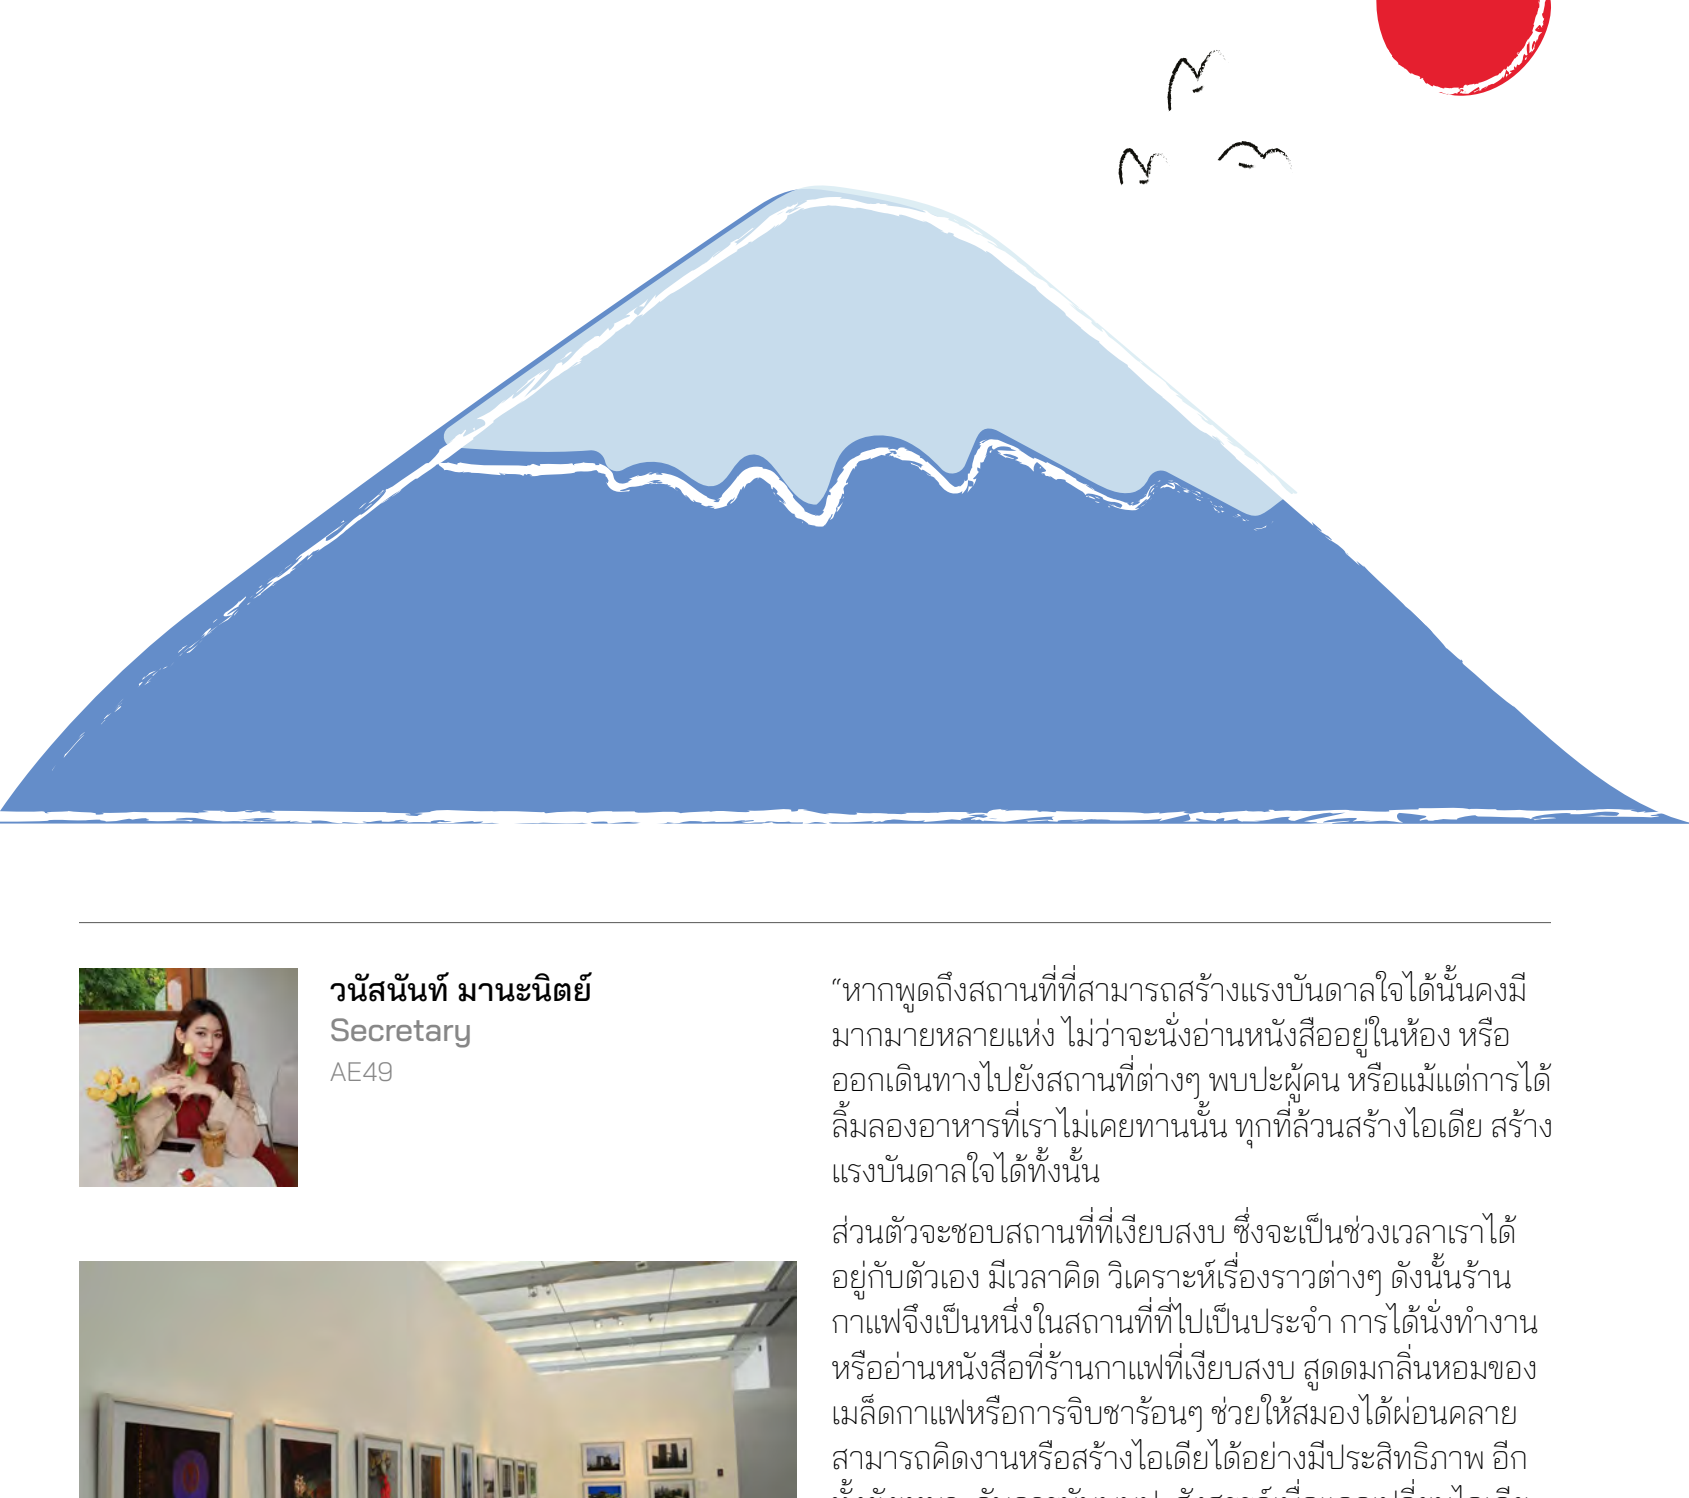 วนัสนันท์ มานะนิตย์
Secretary
AE49
“หากพูดถึงสถานที่ที่สามารถสร้างแรงบันดาลใจได้นั้นคงมี
มากมายหลายแห่ง ไม่ว่าจะนั่งอ่านหนังสืออยู่ในห้อง หรือ
ออกเดินทางไปยังสถานที่ต่างๆ พบปะผู้คน หรือแม้แต่การได้
ลิ้มลองอาหารที่เราไม่เคยทานนั้น ทุกที่ล้วนสร้างไอเดีย สร้าง
แรงบันดาลใจได้ทั้งนั้น
ส่วนตัวจะชอบสถานที่ที่เงียบสงบ ซึ่งจะเป็นช่วงเวลาเราได้
อยู่กับตัวเอง มีเวลาคิด วิเคราะห์เรื่องราวต่างๆ ดังนั้นร้าน
กาแฟจึงเป็นหนึ่งในสถานที่ที่ไปเป็นประจำ การได้นั่งทำงาน
หรืออ่านหนังสือที่ร้านกาแฟที่เงียบสงบ สูดดมกลิ่นหอมของ
เมล็ดกาแฟหรือการจิบชาร้อนๆ ช่วยให้สมองได้ผ่อนคลาย
สามารถคิดงานหรือสร้างไอเดียได้อย่างมีประสิทธิภาพ อีก